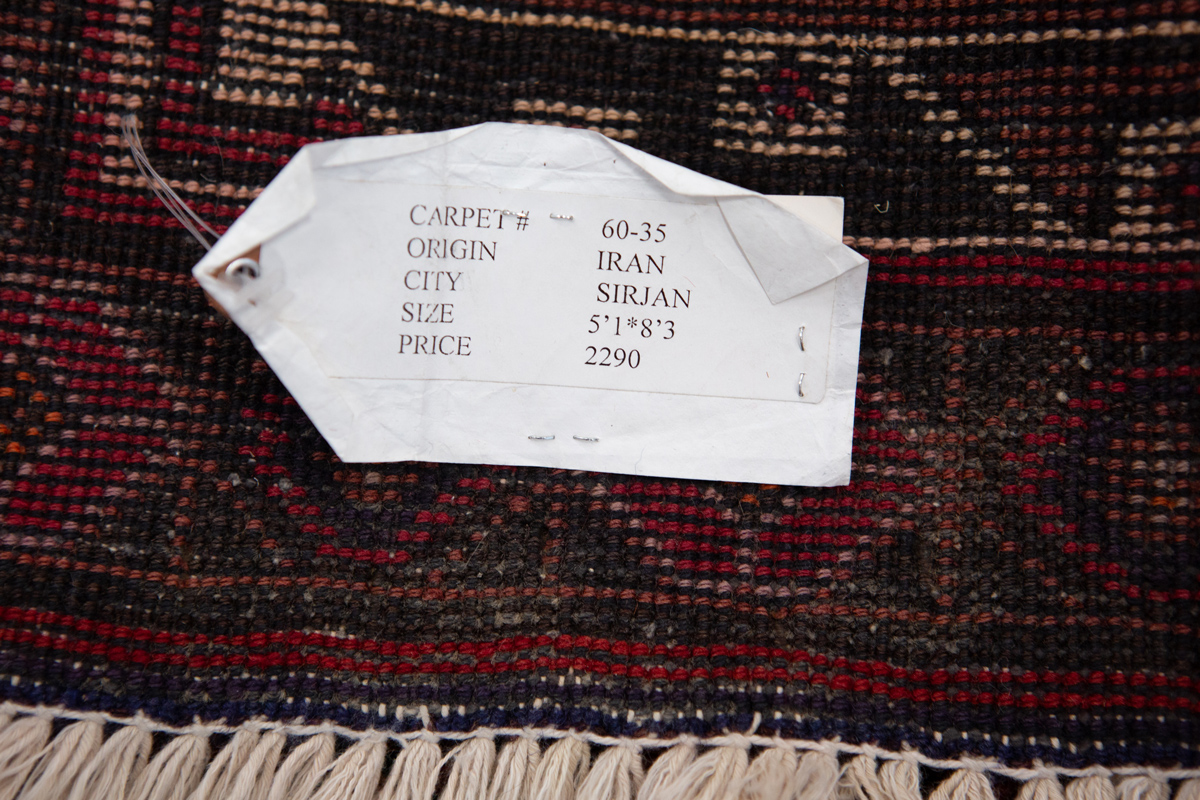 CARPET # 60-35
ORIGIN IRAN
CITY SIRJAN
SIZE 5’1*8’3
PRICE 2290